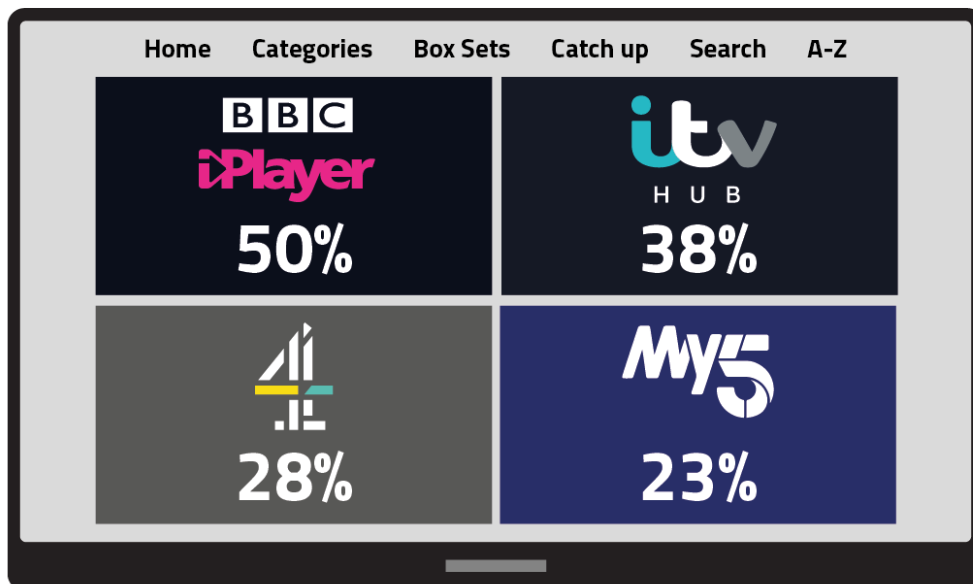 Home Categories Box Sets Catch up Search A-Z
BBC
iPlayer
50%
itv
HUB
38%
4
28%
My5
23%